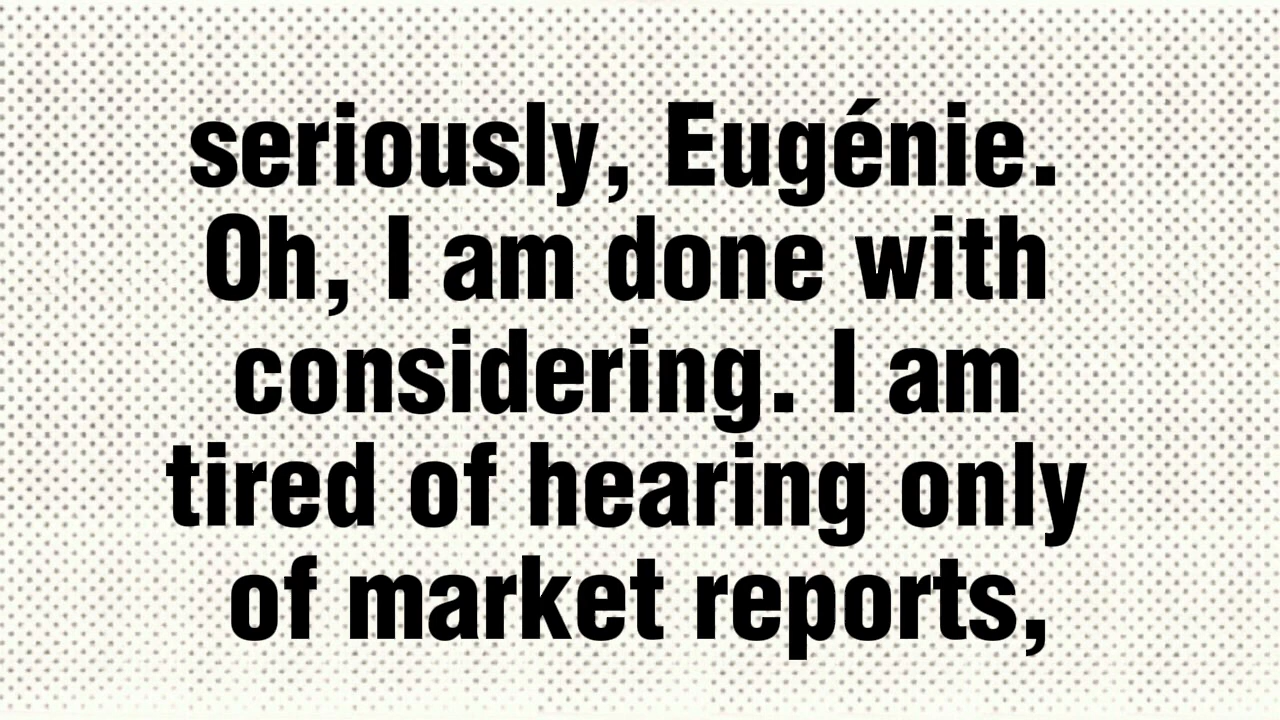 seriously, Eugénie.
Oh, I am done with
considering. I am
tired of hearing only
of market reports,